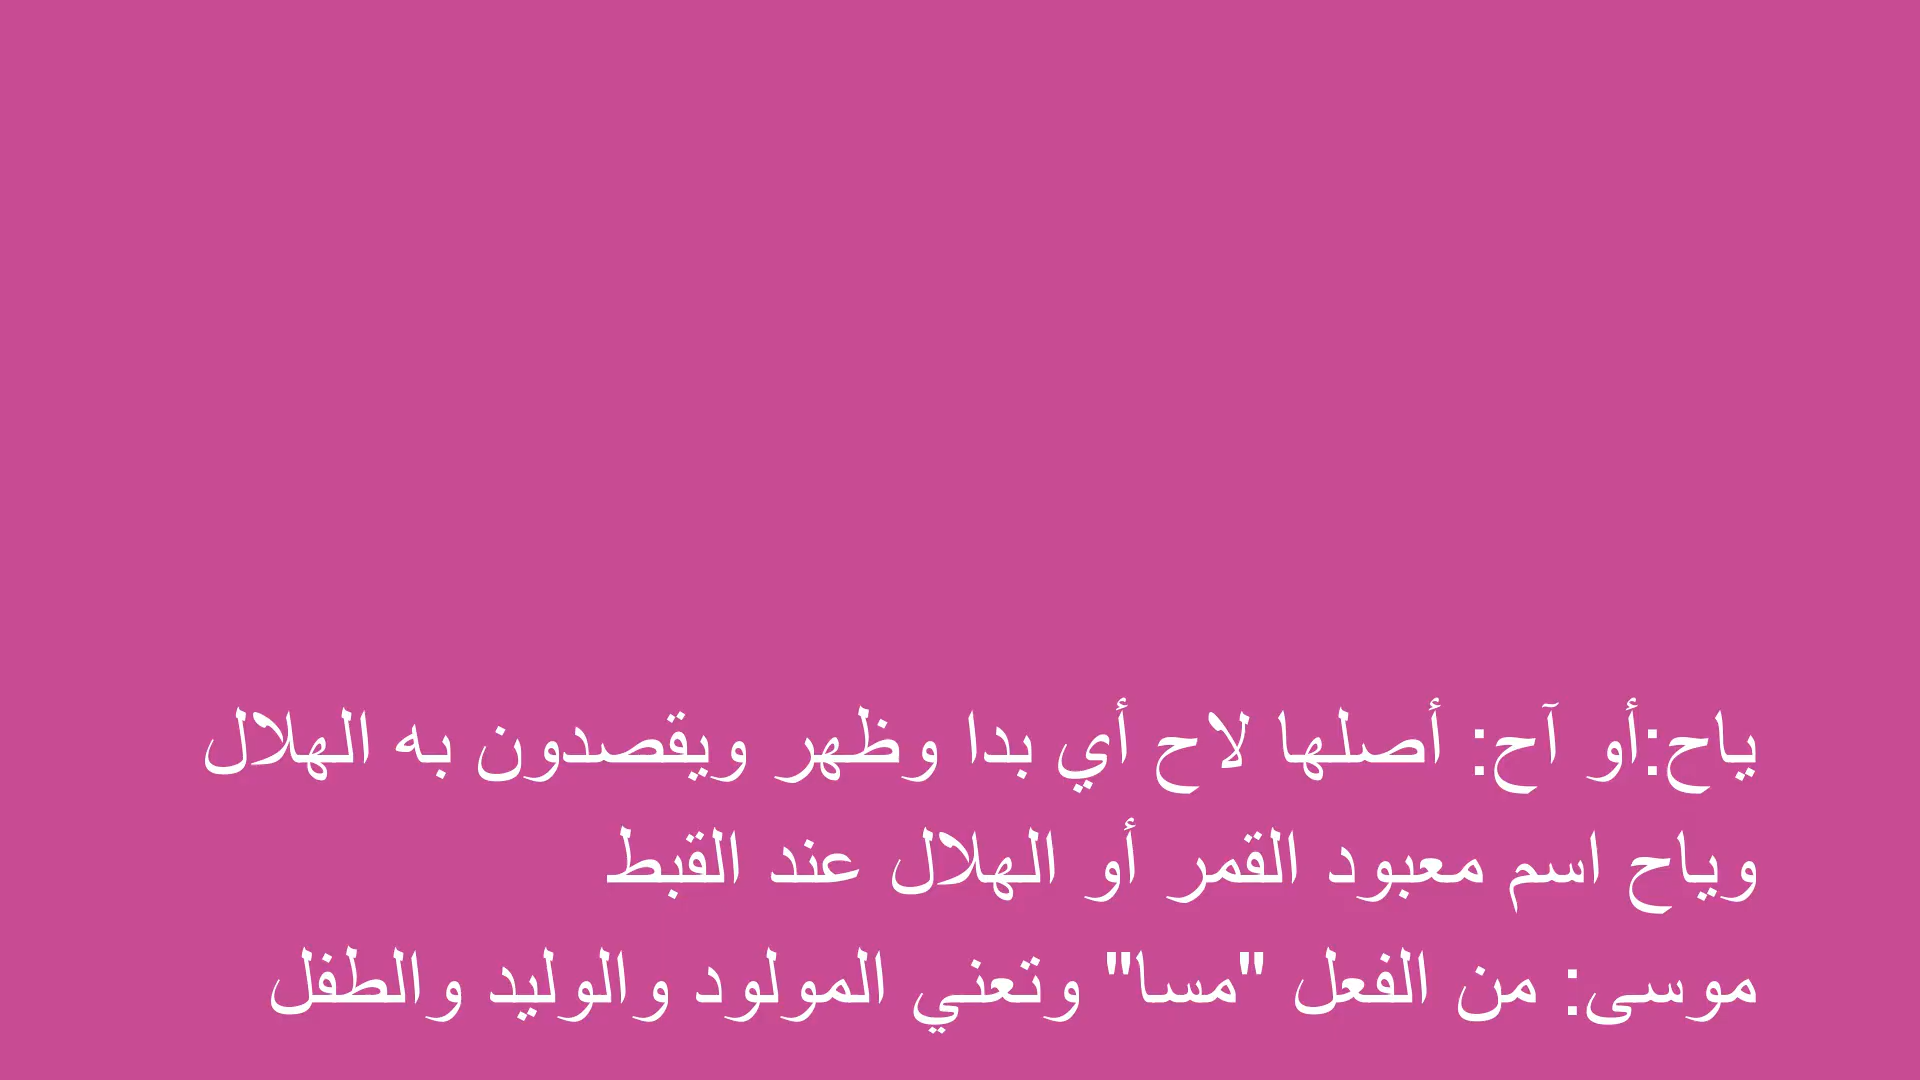 ياح:أو آح: أصلها لاح أي بدا وظهر ويقصدون به الهلال
وياح اسم معبود القمر أو الهلال عند القبط
موسى: من الفعل "مسا" وتعني المولود والوليد والطفل